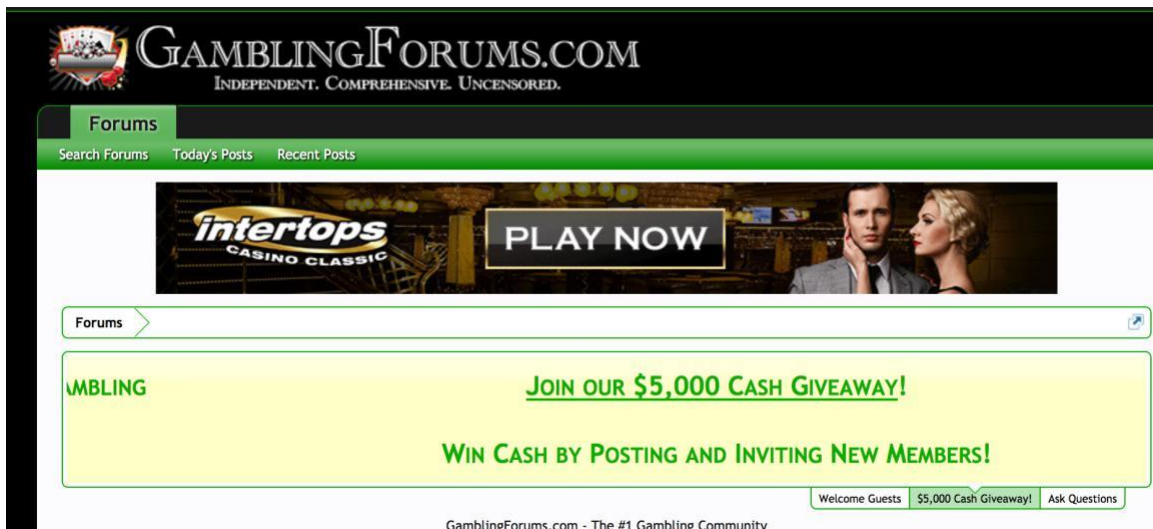 GAMBLINGFORUMS.COM
INDEPENDENT. COMPREHENSIVE. UNCENSORED.
Forums
Search Forums Today's Posts Recent Posts
intertops
CASINO CLASSIC
PLAY NOW
Forums
AMBLING
JOIN OUR $5,000 CASH GIVEAWAY!
WIN CASH BY POSTING AND INVITING NEW MEMBERS!
Welcome Guests $5,000 Cash Giveaway! Ask Questions
GamblingForums.com - The #1 Gambling Community